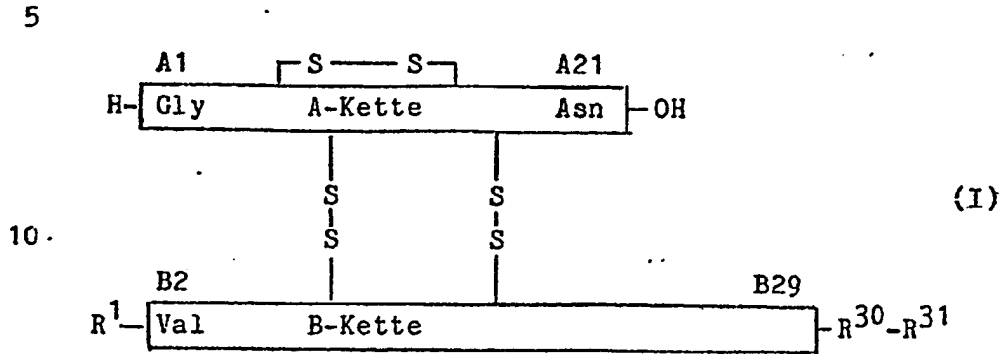 5
A1 S S A21
H- Gly A-Kette Asn -OH
S S
(I)
S S
10.
B2 B29
R¹- Val B-Kette -R³⁰-R³¹